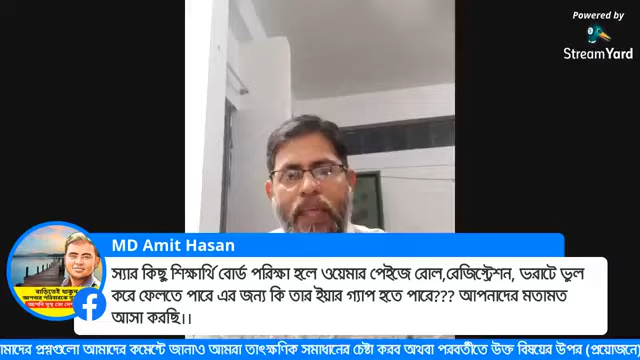 Powered by
StreamYard
MD Amit Hasan
স্যার কিছু শিক্ষার্থি বোর্ড পরিক্ষা হলে ওয়েমার পেইজে রোল,রেজিস্ট্রেশন, ভরাটে ভুল
করে ফেলতে পারে এর জন্য কি তার ইয়ার গ্যাপ হতে পারে??? আপনাদের মতামত
আসা করছি।।
বাড়িতেই থাকুন
আমাদের প্রশ্নগুলো আমাদের কমেন্টে জানাও আমরা তাৎক্ষণিক সমাধানের চেষ্টা করব অথবা পরবর্তীতে উক্ত বিষয়ের উপর (প্রয়োজনে